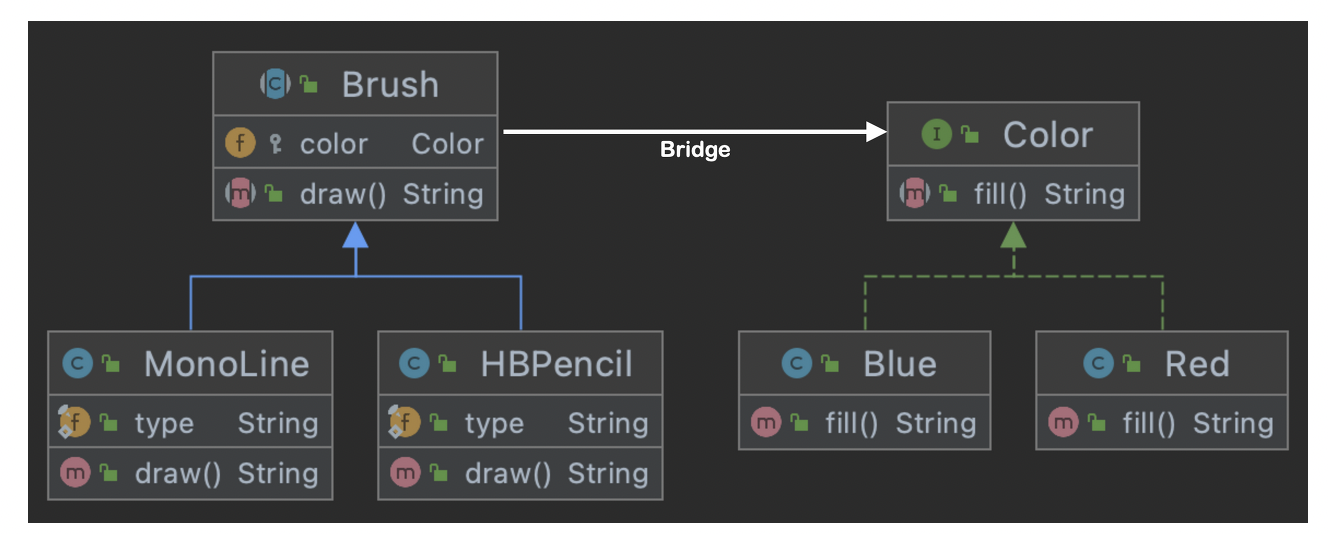 Brush
color Color
draw() String
Bridge
I Color
fill() String
C MonoLine
f type String
m draw() String
C HBPencil
f type String
m draw() String
C Blue
m fill() String
C Red
m fill() String